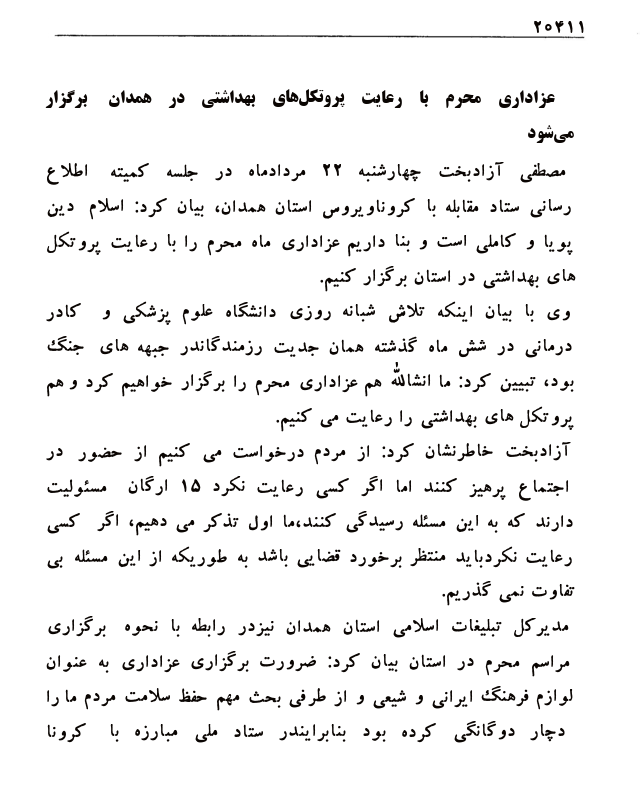 ۲۰۴۱۱
عزاداری محرم با رعایت پروتکل‌های بهداشتی در همدان برگزار
می‌شود
مصطفی آزادبخت چهارشنبه ۲۲ مردادماه در جلسه کمیته اطلاع
رسانی ستاد مقابله با کروناویروس استان همدان، بیان کرد: اسلام دین
پویا و کاملی است و بنا داریم عزاداری ماه محرم را با رعایت پروتکل
های بهداشتی در استان برگزار کنیم.
وی با بیان اینکه تلاش شبانه روزی دانشگاه علوم پزشکی و کادر
درمانی در شش ماه گذشته همان جدیت رزمندگاندر جبهه های جنگ
بود، تبیین کرد: ما انشالله هم عزاداری محرم را برگزار خواهیم کرد و هم
پروتکل های بهداشتی را رعایت می کنیم.
آزادبخت خاطرنشان کرد: از مردم درخواست می کنیم از حضور در
اجتماع پرهیز کنند اما اگر کسی رعایت نکرد ۱۵ ارگان مسئولیت
دارند که به این مسئله رسیدگی کنند،ما اول تذکر می دهیم، اگر کسی
رعایت نکردباید منتظر برخورد قضایی باشد به طوریکه از این مسئله بی
تفاوت نمی گذریم.
مدیرکل تبلیغات اسلامی استان همدان نیزدر رابطه با نحوه برگزاری
مراسم محرم در استان بیان کرد: ضرورت برگزاری عزاداری به عنوان
لوازم فرهنگ ایرانی و شیعی و از طرفی بحث مهم حفظ سلامت مردم ما را
دچار دوگانگی کرده بود بنابرایندر ستاد ملی مبارزه با کرونا